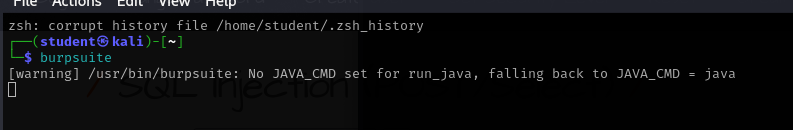 File Actions Edit View Help
zsh: corrupt history file /home/student/.zsh_history
┌──(student㉿kali)-[~]
└─$ burpsuite
[warning] /usr/bin/burpsuite: No JAVA_CMD set for run_java, falling back to JAVA_CMD = java
SQL Injection